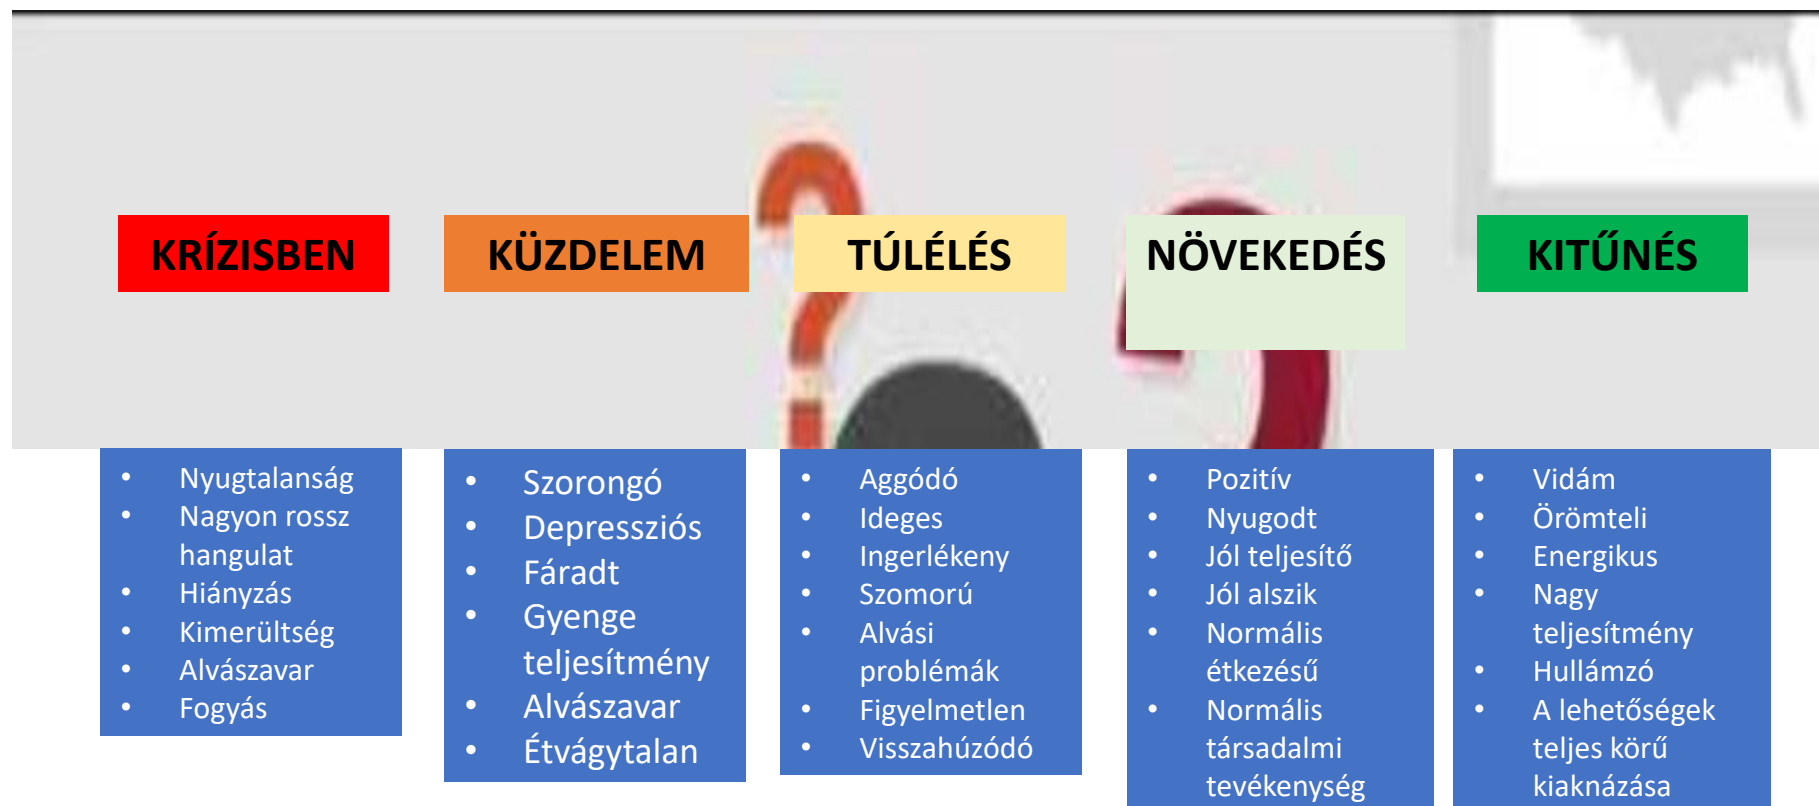 KRÍZISBEN
KÜZDELEM
TÚLÉLÉS
NÖVEKEDÉS
KITŰNÉS
• Nyugtalanság
• Nagyon rossz
hangulat
• Hiányzás
• Kimerültség
• Alvászavar
• Fogyás
• Szorongó
• Depressziós
• Fáradt
• Gyenge
teljesítmény
• Alvászavar
• Étvágytalan
• Aggódó
• Ideges
• Ingerlékeny
• Szomorú
• Alvási
problémák
• Figyelmetlen
• Visszahúzódó
• Pozitív
• Nyugodt
• Jól teljesítő
• Jól alszik
• Normális
étkezésű
• Normális
társadalmi
tevékenység
• Vidám
• Örömteli
• Energikus
• Nagy
teljesítmény
• Hullámzó
• A lehetőségek
teljes körű
kiaknázása